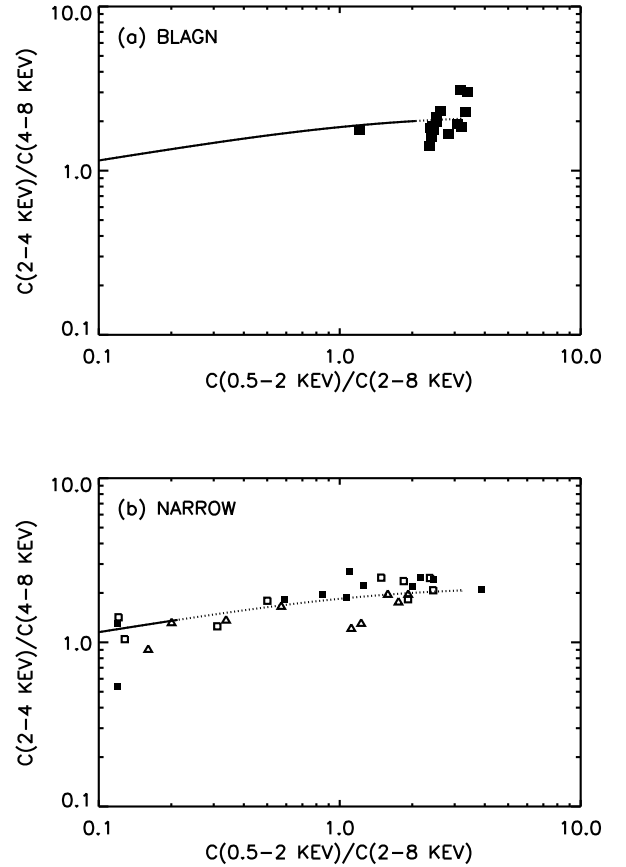 10.0
(a) BLAGN
C(2–4 KEV)/C(4–8 KEV)
1.0
0.1
0.1 1.0 10.0
C(0.5–2 KEV)/C(2–8 KEV)
10.0
(b) NARROW
C(2–4 KEV)/C(4–8 KEV)
1.0
0.1
0.1 1.0 10.0
C(0.5–2 KEV)/C(2–8 KEV)